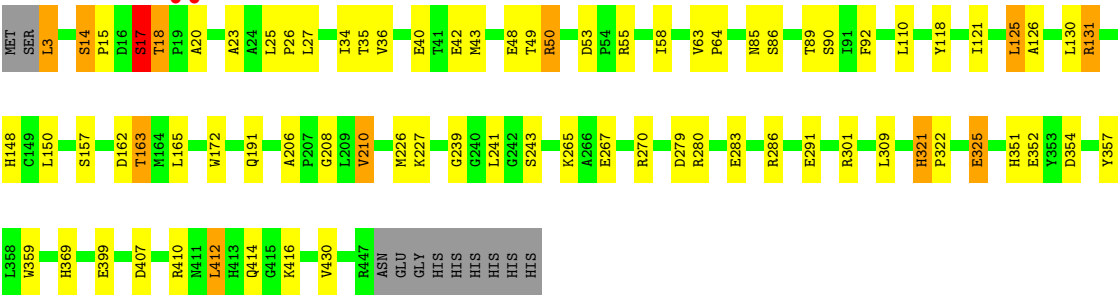 MET SER L3 S14 P15 D16 S17 T18 P19 A20 A23 A24 L25 P26 L27 I34 T35 V36 E40 T41 E42 M43 E48 T49 R50 D53 P54 R55 I58 V63 P64 N85 S86 T89 S90 I91 F92 L110 Y118 I121 L125 A126 L130 R131
H148 C149 L150 S157 D162 T163 M164 L165 W172 Q191 A206 P207 G208 L209 V210 M226 K227 G239 G240 L241 G242 S243 K265 A266 E267 R270 D279 R280 E283 R286 E291 R301 L309 H321 P322 E325 H351 E352 Y353 D354 Y357
L358 W359 H369 E399 D407 R410 N411 L412 H413 Q414 G415 K416 V430 R447 ASN GLU GLY HIS HIS HIS HIS HIS HIS